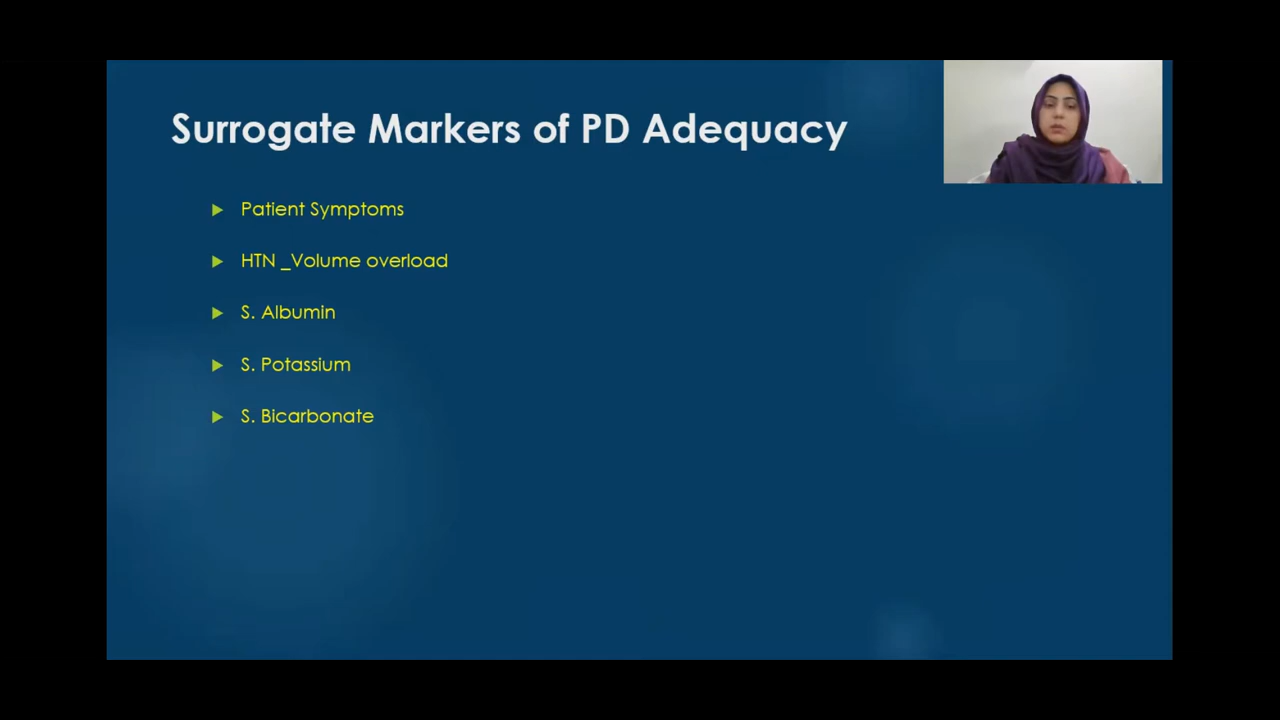 Surrogate Markers of PD Adequacy
Patient Symptoms
HTN _Volume overload
S. Albumin
S. Potassium
S. Bicarbonate